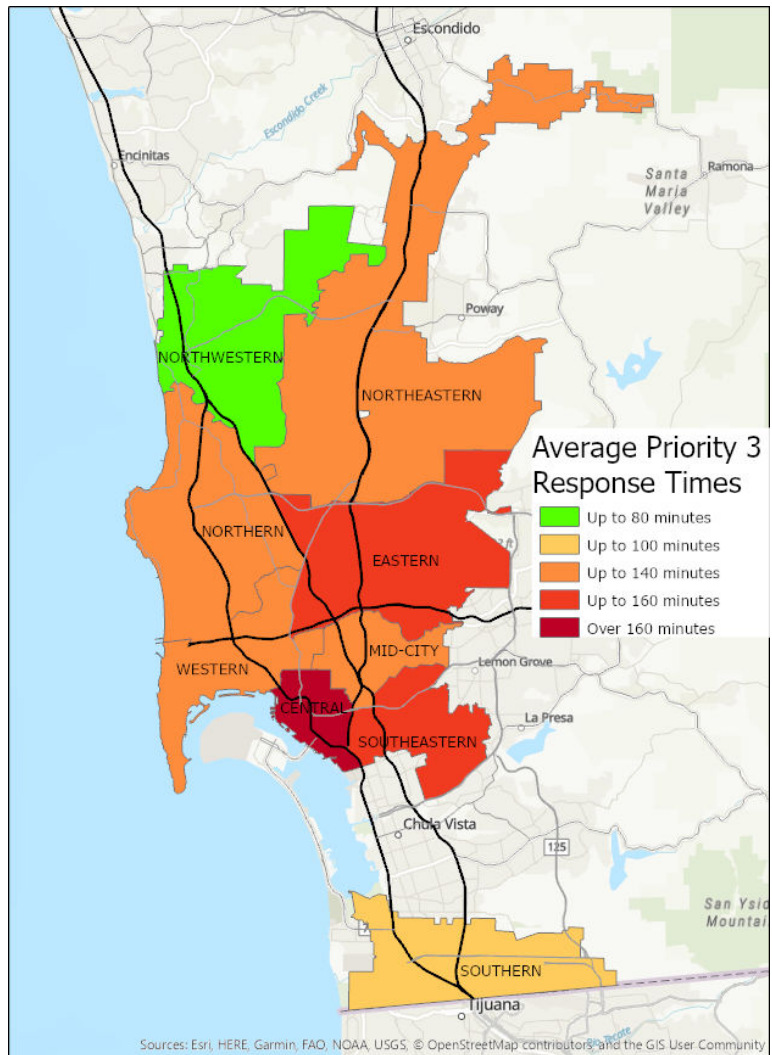 Escondido
Escondido Creek
Encinitas
Ramona
Santa
Maria
Valley
Poway
NORTHWESTERN
NORTHEASTERN
Average Priority 3
Response Times
Up to 80 minutes
Up to 100 minutes
Up to 140 minutes
Up to 160 minutes
Over 160 minutes
NORTHERN
EASTERN
MID-CITY
WESTERN
Lemon Grove
CENTRAL
La Presa
SOUTHEASTERN
Chula Vista
125
San Ysid
Mountai
SOUTHERN
Tijuana
Sources: Esri, HERE, Garmin, FAO, NOAA, USGS, © OpenStreetMap contributors, and the GIS User Community